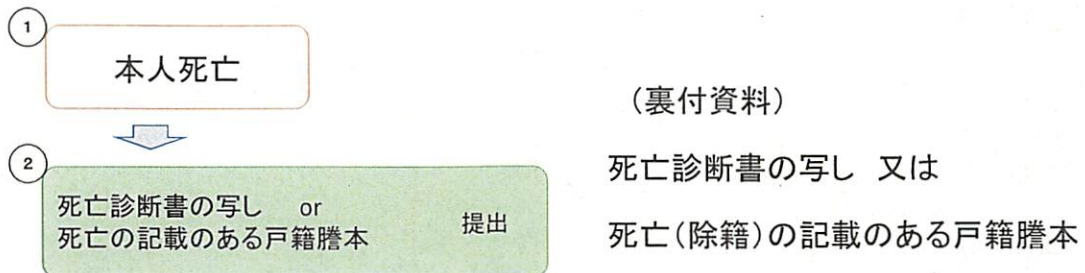 1
本人死亡
2
死亡診断書の写し or
死亡の記載のある戸籍謄本
提出
（裏付資料）
死亡診断書の写し 又は
死亡（除籍）の記載のある戸籍謄本